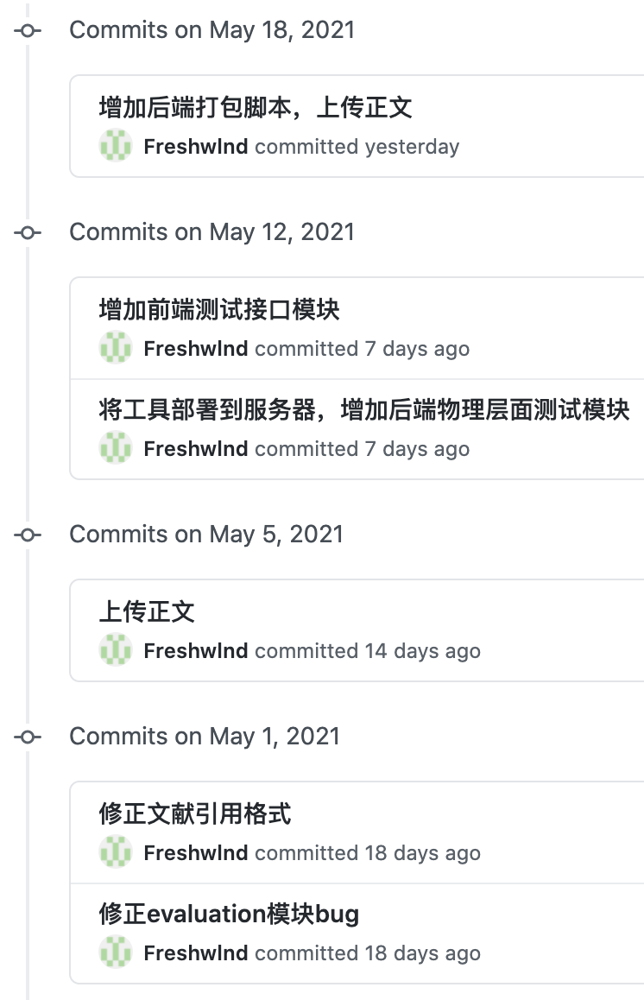 Commits on May 18, 2021
增加后端打包脚本，上传正文
Freshwlnd committed yesterday
Commits on May 12, 2021
增加前端测试接口模块
Freshwlnd committed 7 days ago
将工具部署到服务器，增加后端物理层面测试模块
Freshwlnd committed 7 days ago
Commits on May 5, 2021
上传正文
Freshwlnd committed 14 days ago
Commits on May 1, 2021
修正文献引用格式
Freshwlnd committed 18 days ago
修正evaluation模块bug
Freshwlnd committed 18 days ago